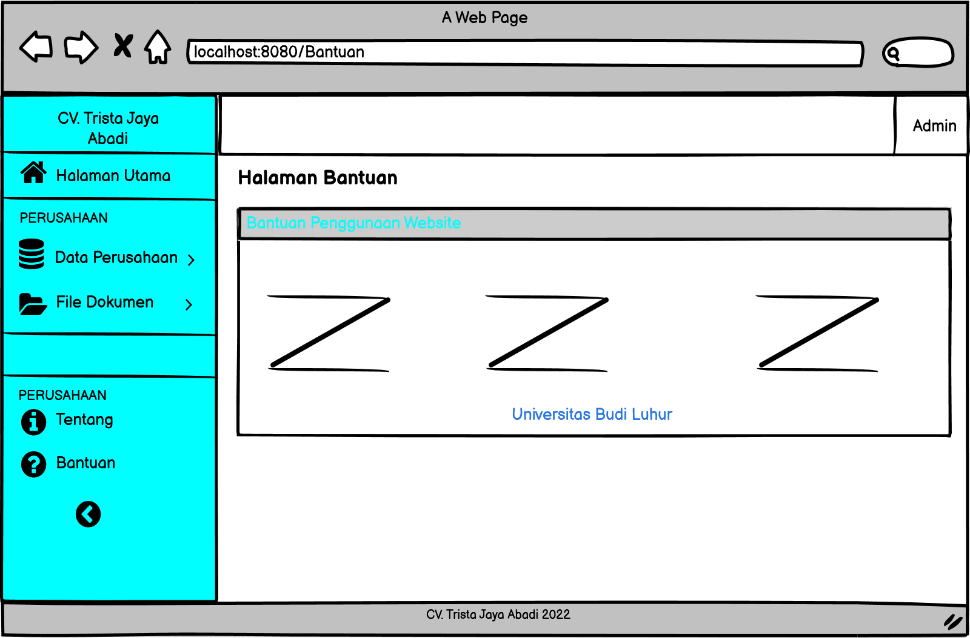 A Web Page
localhost:8080/Bantuan
CV. Trista Jaya
Abadi
Admin
Halaman Utama
PERUSAHAAN
Data Perusahaan
File Dokumen
PERUSAHAAN
Tentang
Bantuan
Halaman Bantuan
Bantuan Penggunaan Website
Universitas Budi Luhur
CV. Trista Jaya Abadi 2022